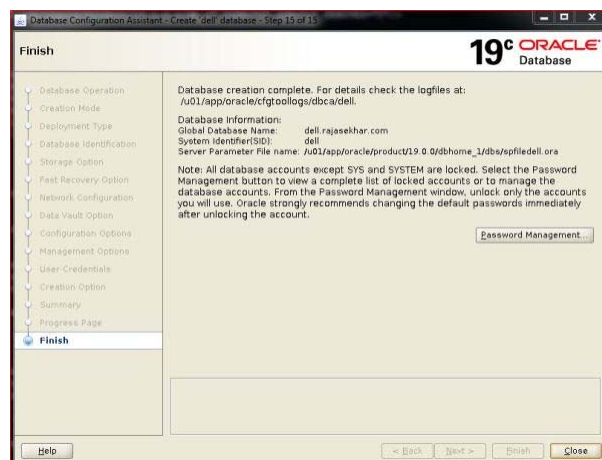 Database Configuration Assistant - Create 'dell' database - Step 15 of 15
Finish
19c ORACLE
Database
Database Operation
Creation Mode
Deployment Type
Database Identification
Storage Option
Fast Recovery Option
Network Configuration
Data Vault Option
Configuration Options
Management Options
User Credentials
Creation Option
Summary
Progress Page
Finish
Database creation complete. For details check the logfiles at:
/u01/app/oracle/cfgtoollogs/dbca/dell.
Database Information:
Global Database Name: dell.rajasekhar.com
System Identifier(SID): dell
Server Parameter File name: /u01/app/oracle/product/19.0.0/dbhome_1/dbs/spfiledell.ora
Note: All database accounts except SYS and SYSTEM are locked. Select the Password
Management button to view a complete list of locked accounts or to manage the
database accounts. From the Password Management window, unlock only the accounts
you will use. Oracle strongly recommends changing the default passwords immediately
after unlocking the account.
Password Management...
Help
< Back
Next >
Finish
Close